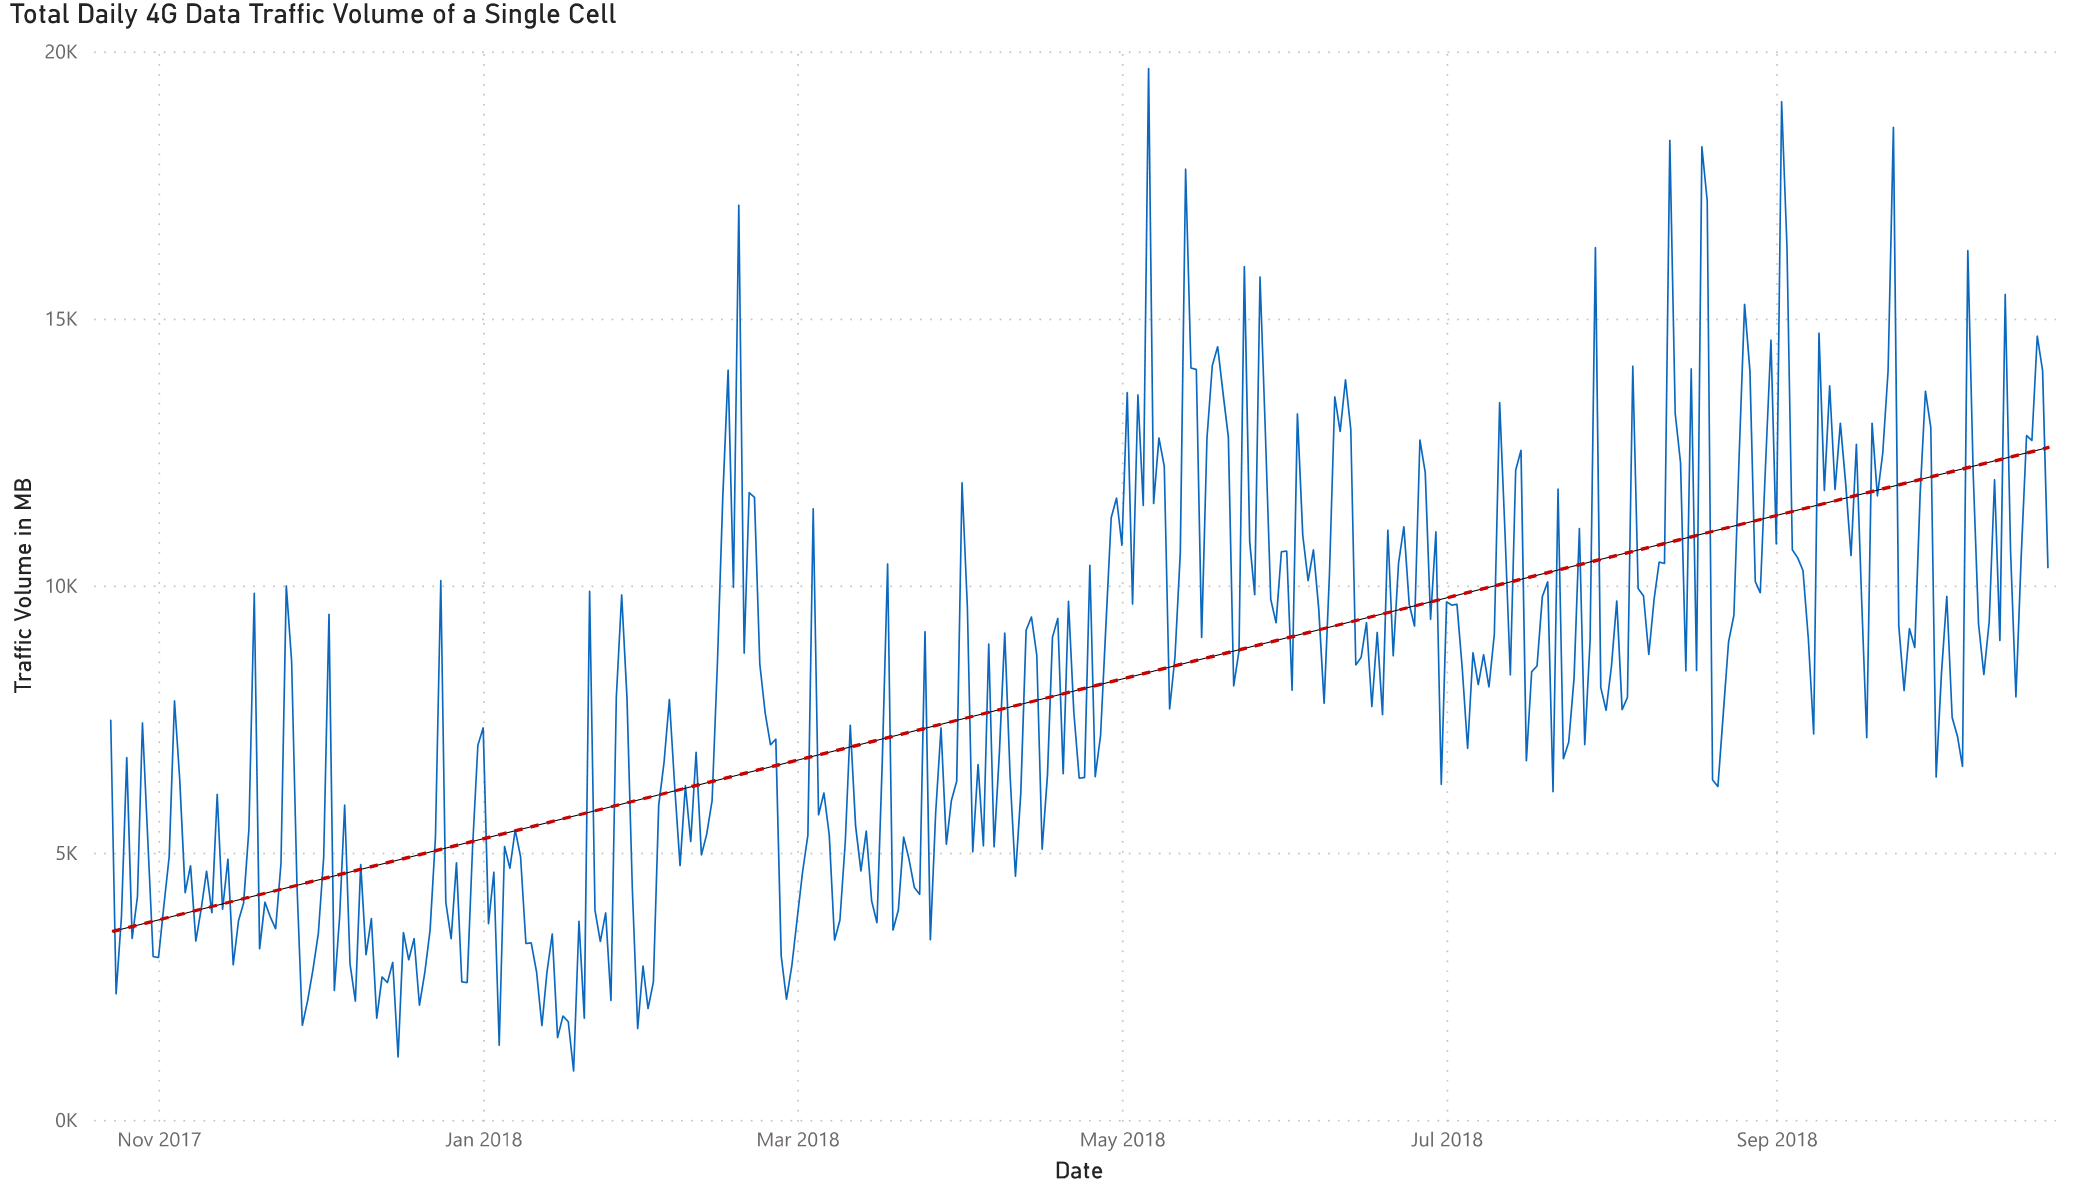 Total Daily 4G Data Traffic Volume of a Single Cell
20K
15K
10K
5K
0K
Traffic Volume in MB
Nov 2017 Jan 2018 Mar 2018 May 2018 Jul 2018 Sep 2018
Date